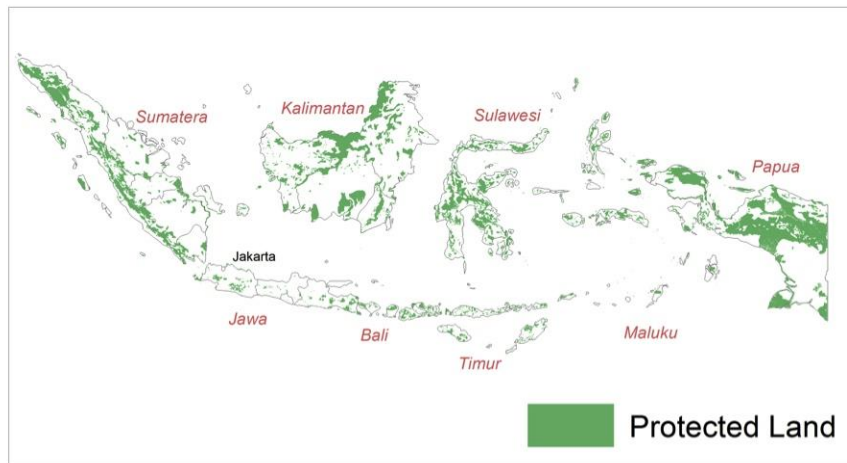 Sumatera
Kalimantan
Sulawesi
Papua
Jakarta
Jawa
Bali
Timur
Maluku
Protected Land